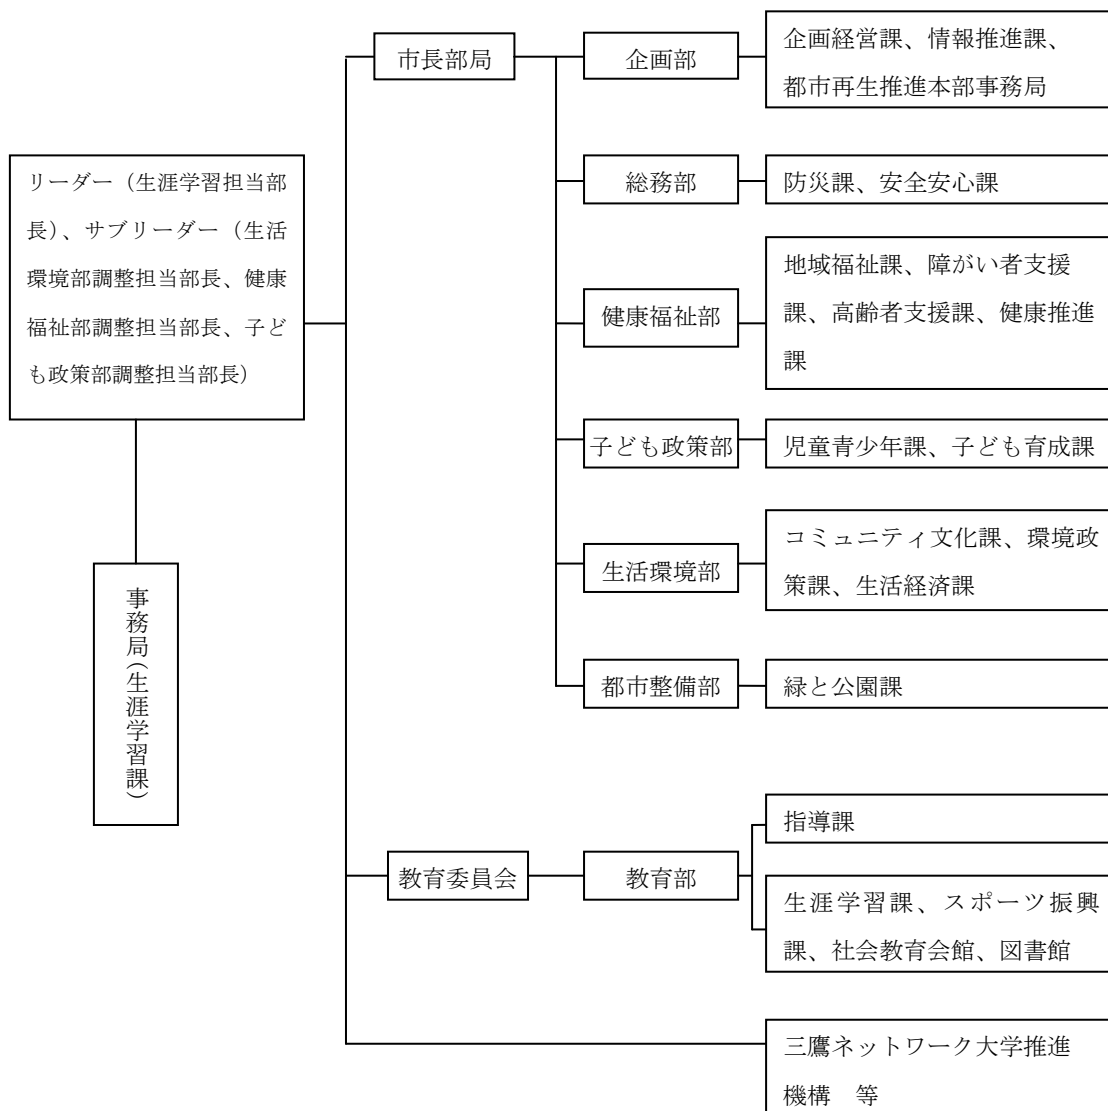 市長部局
企画部
企画経営課、情報推進課、
都市再生推進本部事務局
リーダー（生涯学習担当部
長）、サブリーダー（生活
環境部調整担当部長、健康
福祉部調整担当部長、子ど
も政策部調整担当部長）
総務部
防災課、安全安心課
健康福祉部
地域福祉課、障がい者支援
課、高齢者支援課、健康推進
課
子ども政策部
児童青少年課、子ども育成課
生活環境部
コミュニティ文化課、環境政
策課、生活経済課
事務局(生涯学習課)
都市整備部
緑と公園課
教育委員会
教育部
指導課
生涯学習課、スポーツ振興
課、社会教育会館、図書館
三鷹ネットワーク大学推進
機構　等